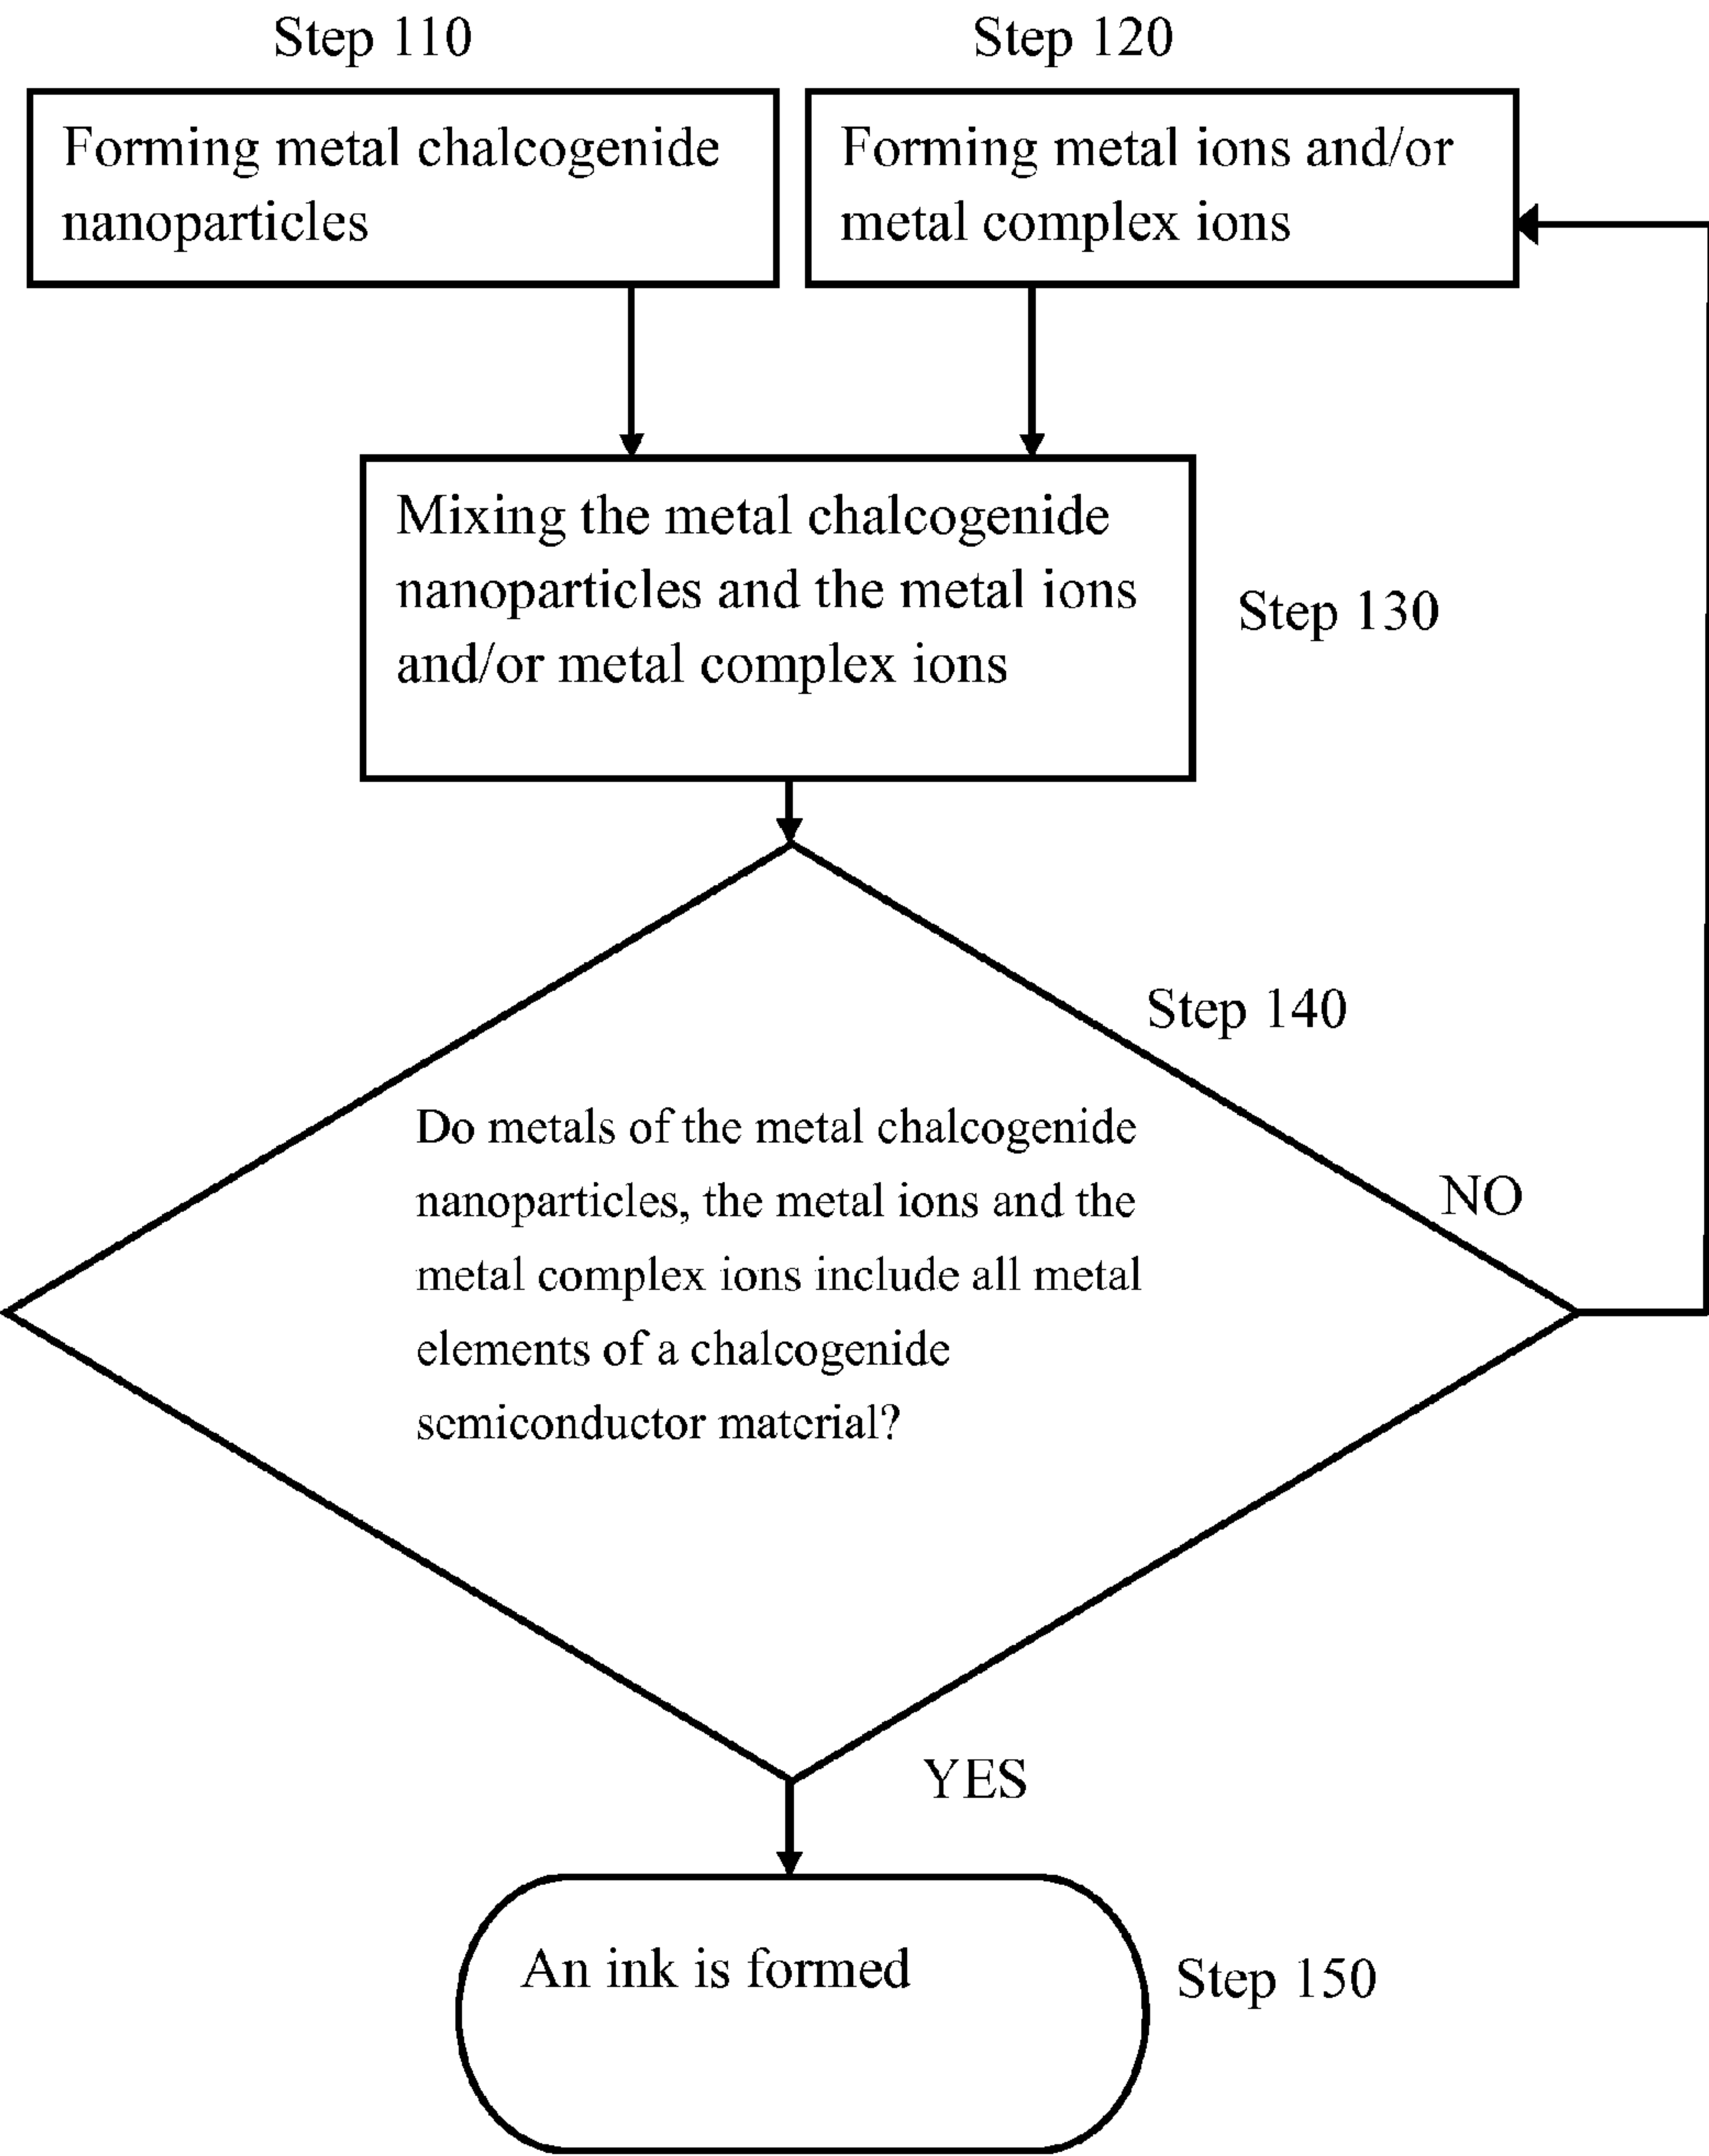 Step 110
Step 120
Forming metal chalcogenide
nanoparticles
Forming metal ions and/or
metal complex ions
Mixing the metal chalcogenide
nanoparticles and the metal ions
and/or metal complex ions
Step 130
Step 140
Do metals of the metal chalcogenide
nanoparticles, the metal ions and the
metal complex ions include all metal
elements of a chalcogenide
semiconductor material?
NO
YES
An ink is formed
Step 150